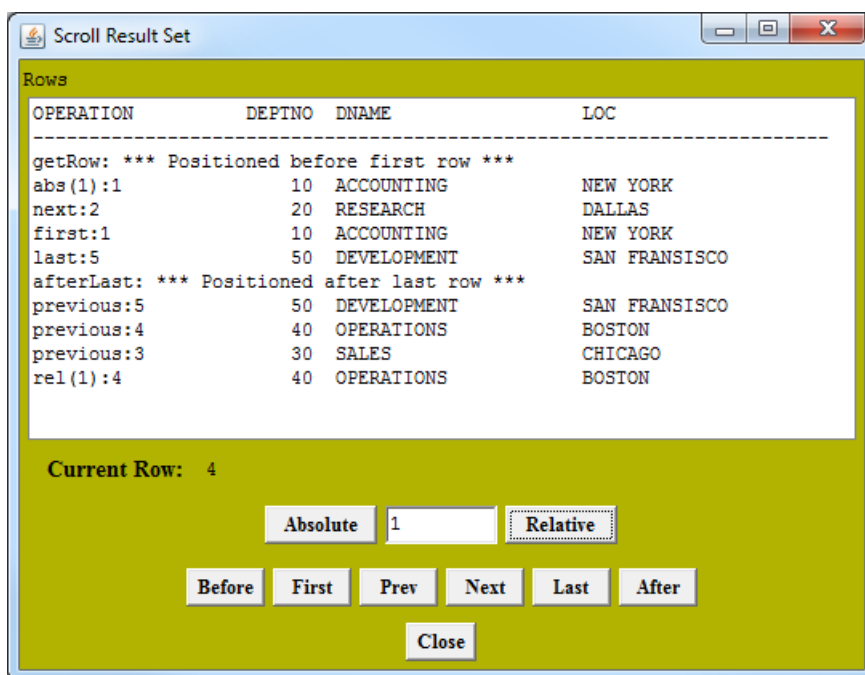 Scroll Result Set
Rows
OPERATION DEPTNO DNAME LOC
-----------------------------------------------------------------------
getRow: *** Positioned before first row ***
abs(1):1 10 ACCOUNTING NEW YORK
next:2 20 RESEARCH DALLAS
first:1 10 ACCOUNTING NEW YORK
last:5 50 DEVELOPMENT SAN FRANSISCO
afterLast: *** Positioned after last row ***
previous:5 50 DEVELOPMENT SAN FRANSISCO
previous:4 40 OPERATIONS BOSTON
previous:3 30 SALES CHICAGO
rel(1):4 40 OPERATIONS BOSTON
Current Row: 4
Absolute 1 Relative
Before First Prev Next Last After
Close